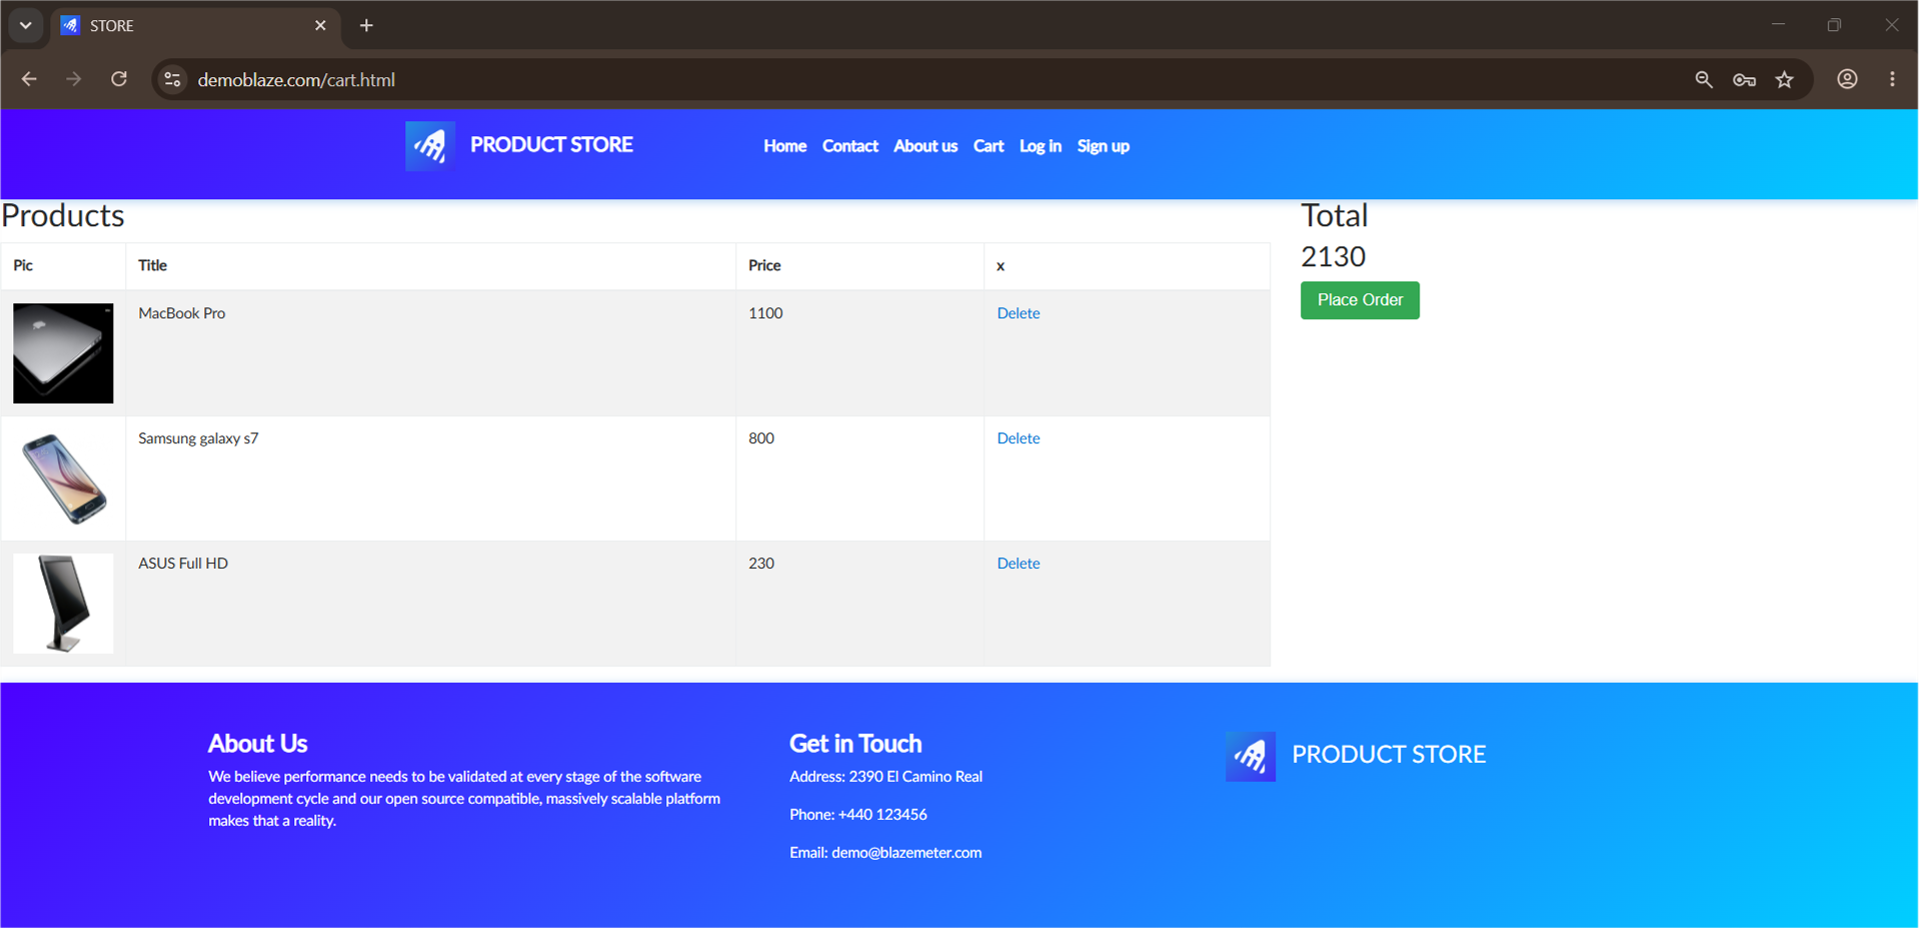 STORE
demoblaze.com/cart.html
PRODUCT STORE
Home Contact About us Cart Log in Sign up
Products
Pic Title Price x
MacBook Pro 1100 Delete
Samsung galaxy s7 800 Delete
ASUS Full HD 230 Delete
Total
2130
Place Order
About Us
We believe performance needs to be validated at every stage of the software
development cycle and our open source compatible, massively scalable platform
makes that a reality.
Get in Touch
Address: 2390 El Camino Real
Phone: +440 123456
Email: demo@blazemeter.com
PRODUCT STORE